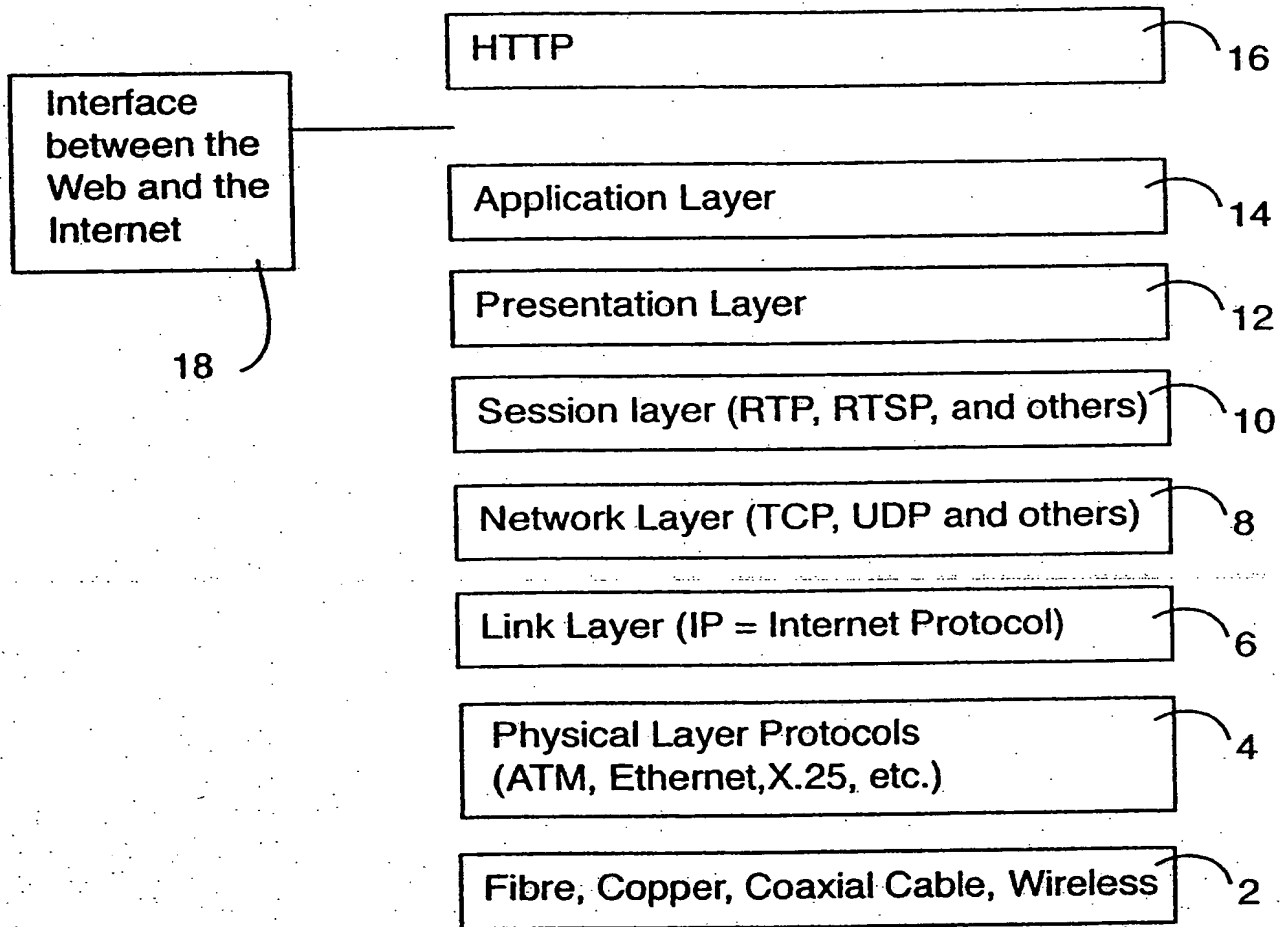 HTTP
16
Interface
between the
Web and the
Internet
18
Application Layer
14
Presentation Layer
12
Session layer (RTP, RTSP, and others)
10
Network Layer (TCP, UDP and others)
8
Link Layer (IP = Internet Protocol)
6
Physical Layer Protocols
(ATM, Ethernet,X.25, etc.)
4
Fibre, Copper, Coaxial Cable, Wireless
2